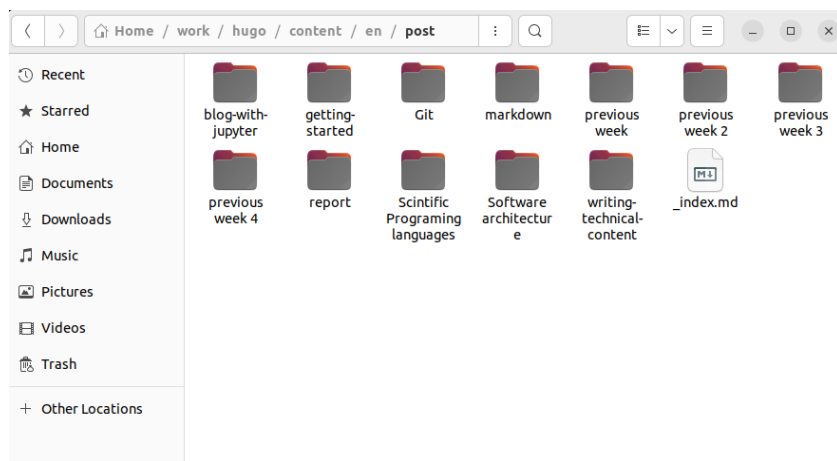 Home / work / hugo / content / en / post
Recent
Starred
Home
Documents
Downloads
Music
Pictures
Videos
Trash
+ Other Locations
blog-with-
jupyter
getting-
started
Git
markdown
previous
week
previous
week 2
previous
week 3
previous
week 4
report
Scintific
Programing
languages
Software
architectur
e
writing-
technical-
content
M↓
_index.md